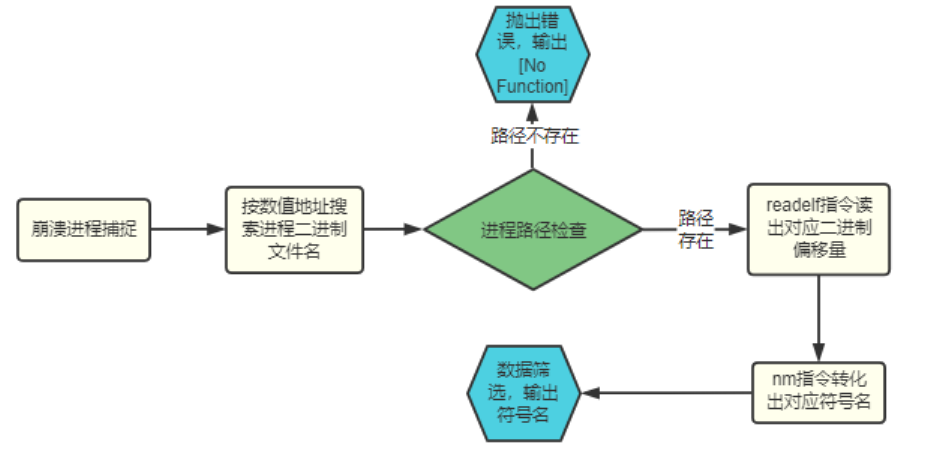 抛出错
误，输出
[No
Function]
路径不存在
崩溃进程捕捉
按数值地址搜
索进程二进制
文件名
进程路径检查
路径
存在
readelf指令读
出对应二进制
偏移量
nm指令转化
出对应符号名
数据筛
选，输出
符号名